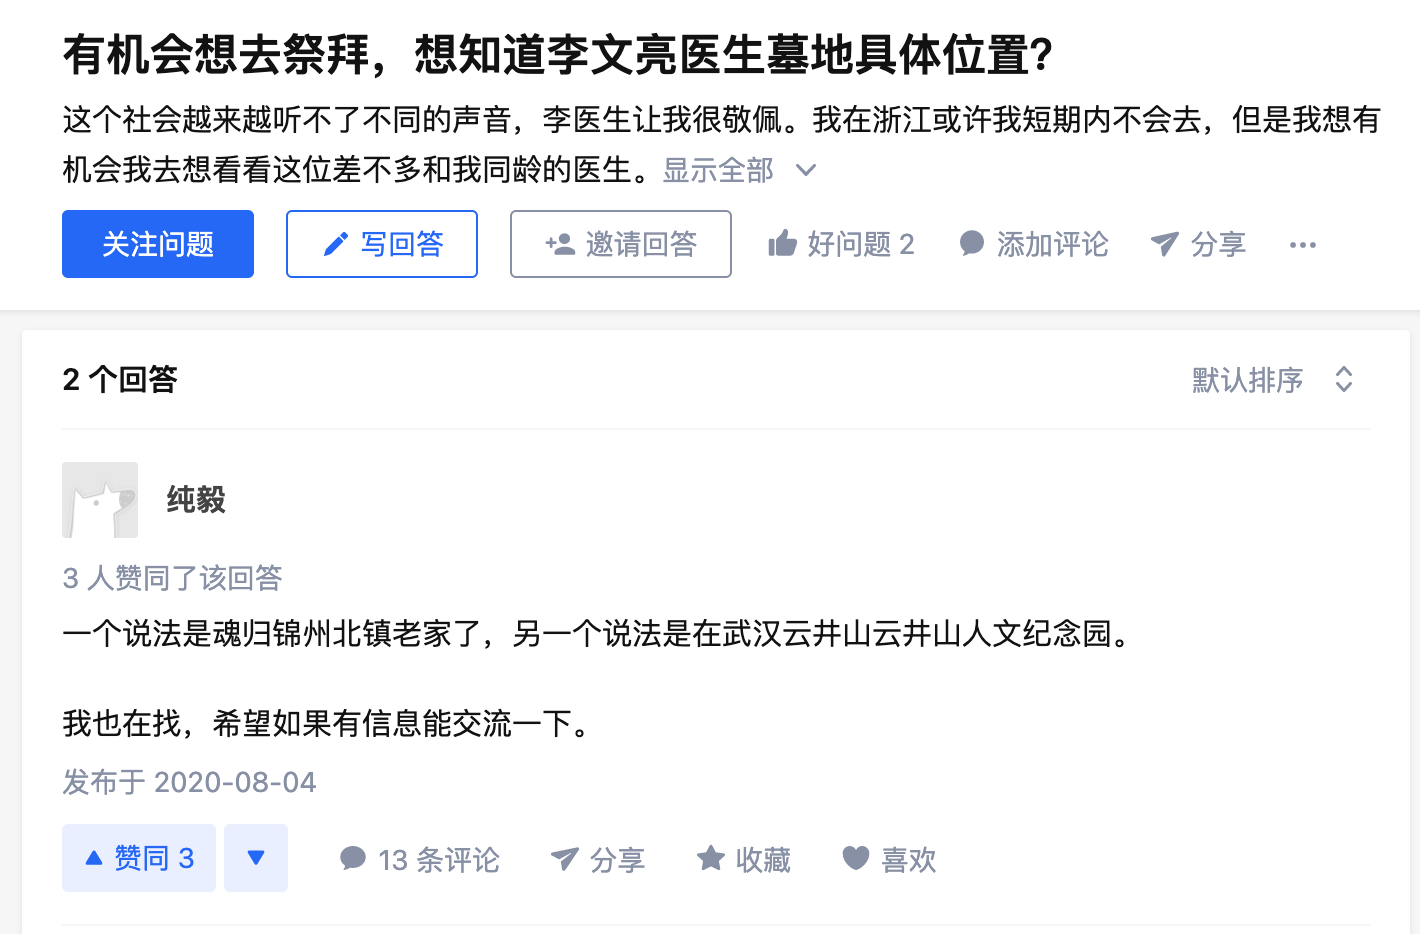 有机会想去祭拜，想知道李文亮医生墓地具体位置?
这个社会越来越听不了不同的声音，李医生让我很敬佩。我在浙江或许我短期内不会去，但是我想有
机会我去想看看这位差不多和我同龄的医生。显示全部
关注问题 写回答 邀请回答 好问题 2 添加评论 分享
2 个回答 默认排序
纯毅
3 人赞同了该回答
一个说法是魂归锦州北镇老家了，另一个说法是在武汉云井山云井山人文纪念园。
我也在找，希望如果有信息能交流一下。
发布于 2020-08-04
赞同 3 13 条评论 分享 收藏 喜欢